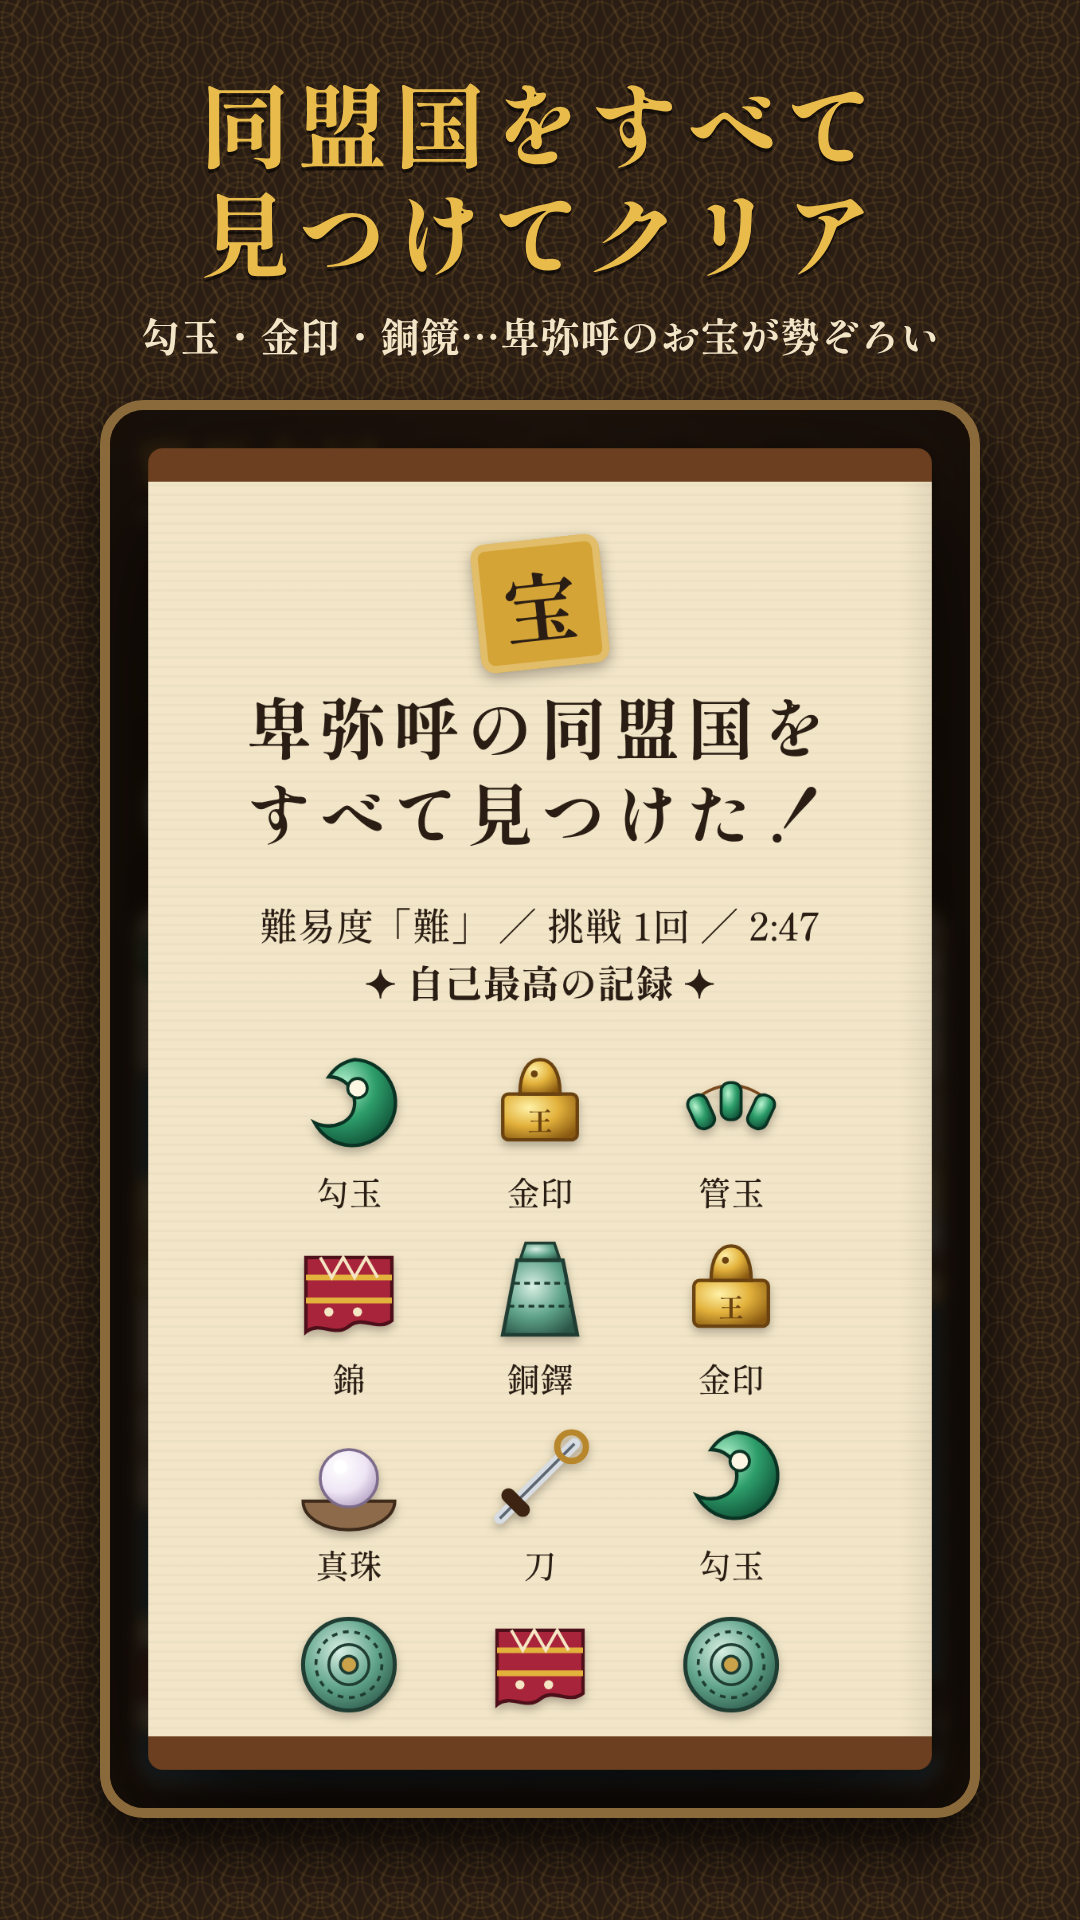 同盟国をすべて
見つけてクリア
勾玉・金印・銅鏡…卑弥呼のお宝が勢ぞろい
宝
卑弥呼の同盟国を
すべて見つけた！
難易度「難」 ／ 挑戦 1回 ／ 2:47
✦ 自己最高の記録 ✦
王
勾玉 金印 管玉
王
錦 銅鐸 金印
真珠 刀 勾玉